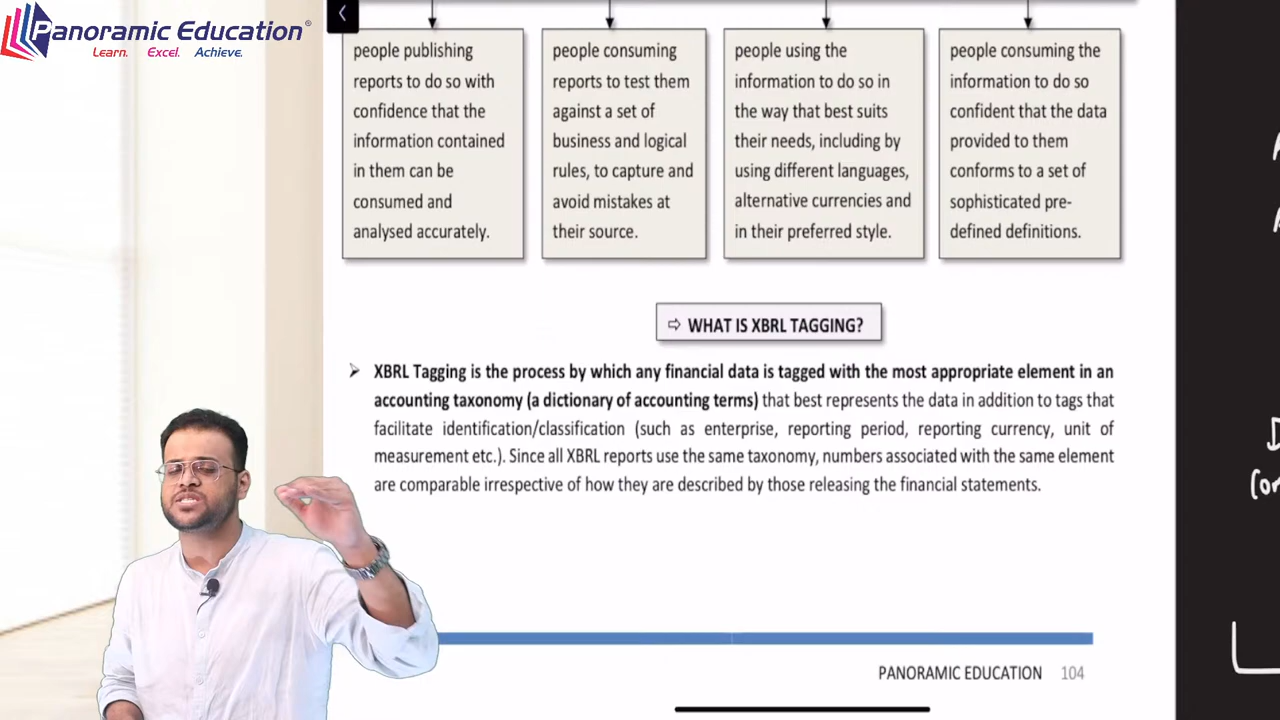 Panoramic Education®
Learn. Excel. Achieve.
people publishing
reports to do so with
confidence that the
information contained
in them can be
consumed and
analysed accurately.
people consuming
reports to test them
against a set of
business and logical
rules, to capture and
avoid mistakes at
their source.
people using the
information to do so in
the way that best suits
their needs, including by
using different languages,
alternative currencies and
in their preferred style.
people consuming the
information to do so
confident that the data
provided to them
conforms to a set of
sophisticated pre-
defined definitions.
⇨ WHAT IS XBRL TAGGING?
➢ XBRL Tagging is the process by which any financial data is tagged with the most appropriate element in an
accounting taxonomy (a dictionary of accounting terms) that best represents the data in addition to tags that
facilitate identification/classification (such as enterprise, reporting period, reporting currency, unit of
measurement etc.). Since all XBRL reports use the same taxonomy, numbers associated with the same element
are comparable irrespective of how they are described by those releasing the financial statements.
PANORAMIC EDUCATION 104